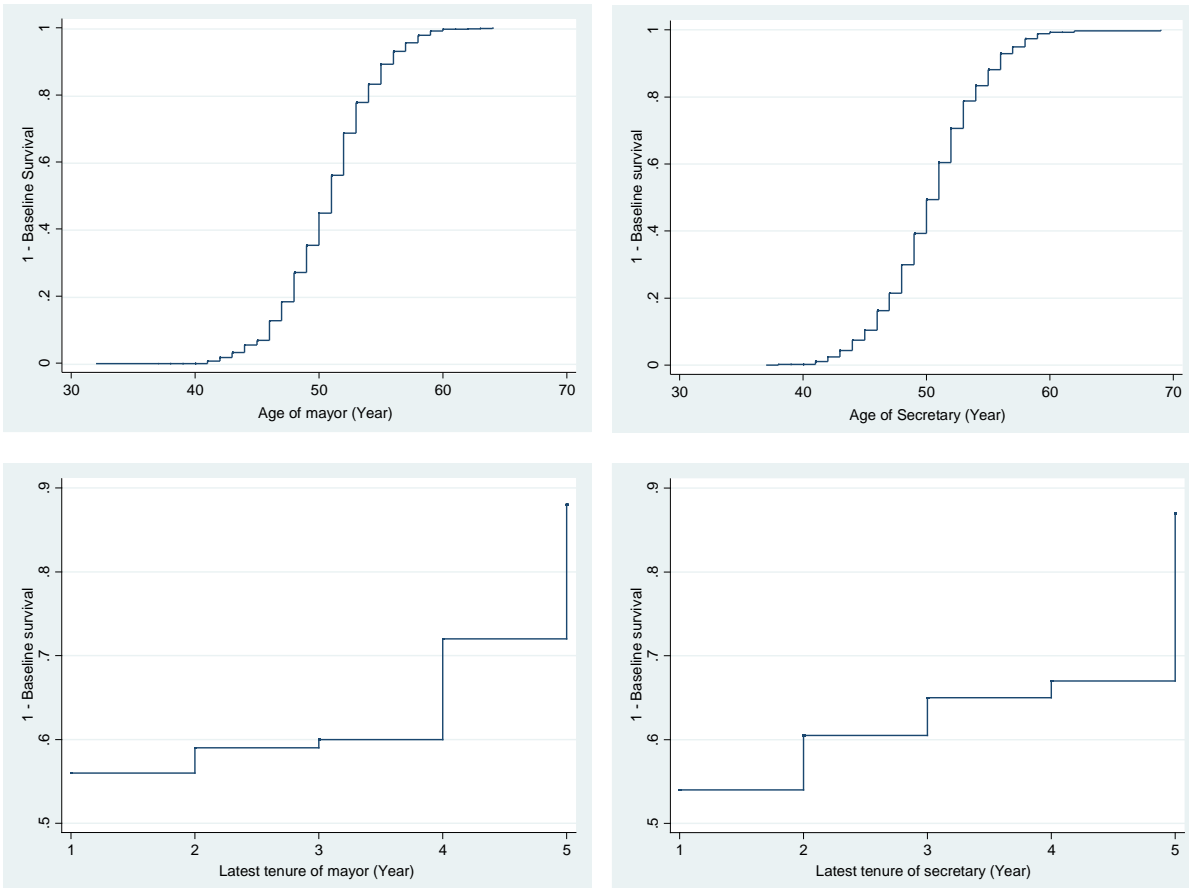 1 - Baseline Survival
1
.8
.6
.4
.2
0
30 40 50 60 70
Age of mayor (Year)
1 - Baseline survival
1
.8
.6
.4
.2
0
30 40 50 60 70
Age of Secretary (Year)
1 - Baseline survival
.9
.8
.7
.6
.5
1 2 3 4 5
Latest tenure of mayor (Year)
1 - Baseline survival
.9
.8
.7
.6
.5
1 2 3 4 5
Latest tenure of secretary (Year)